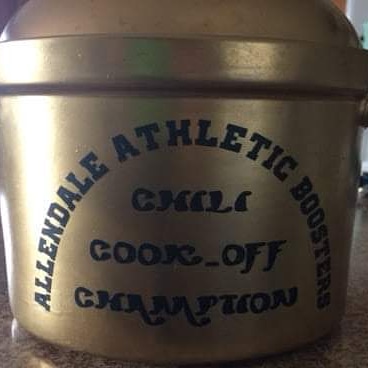 ALLENDALE ATHLETIC BOOSTERS
CHILI
COOK-OFF
CHAMPION